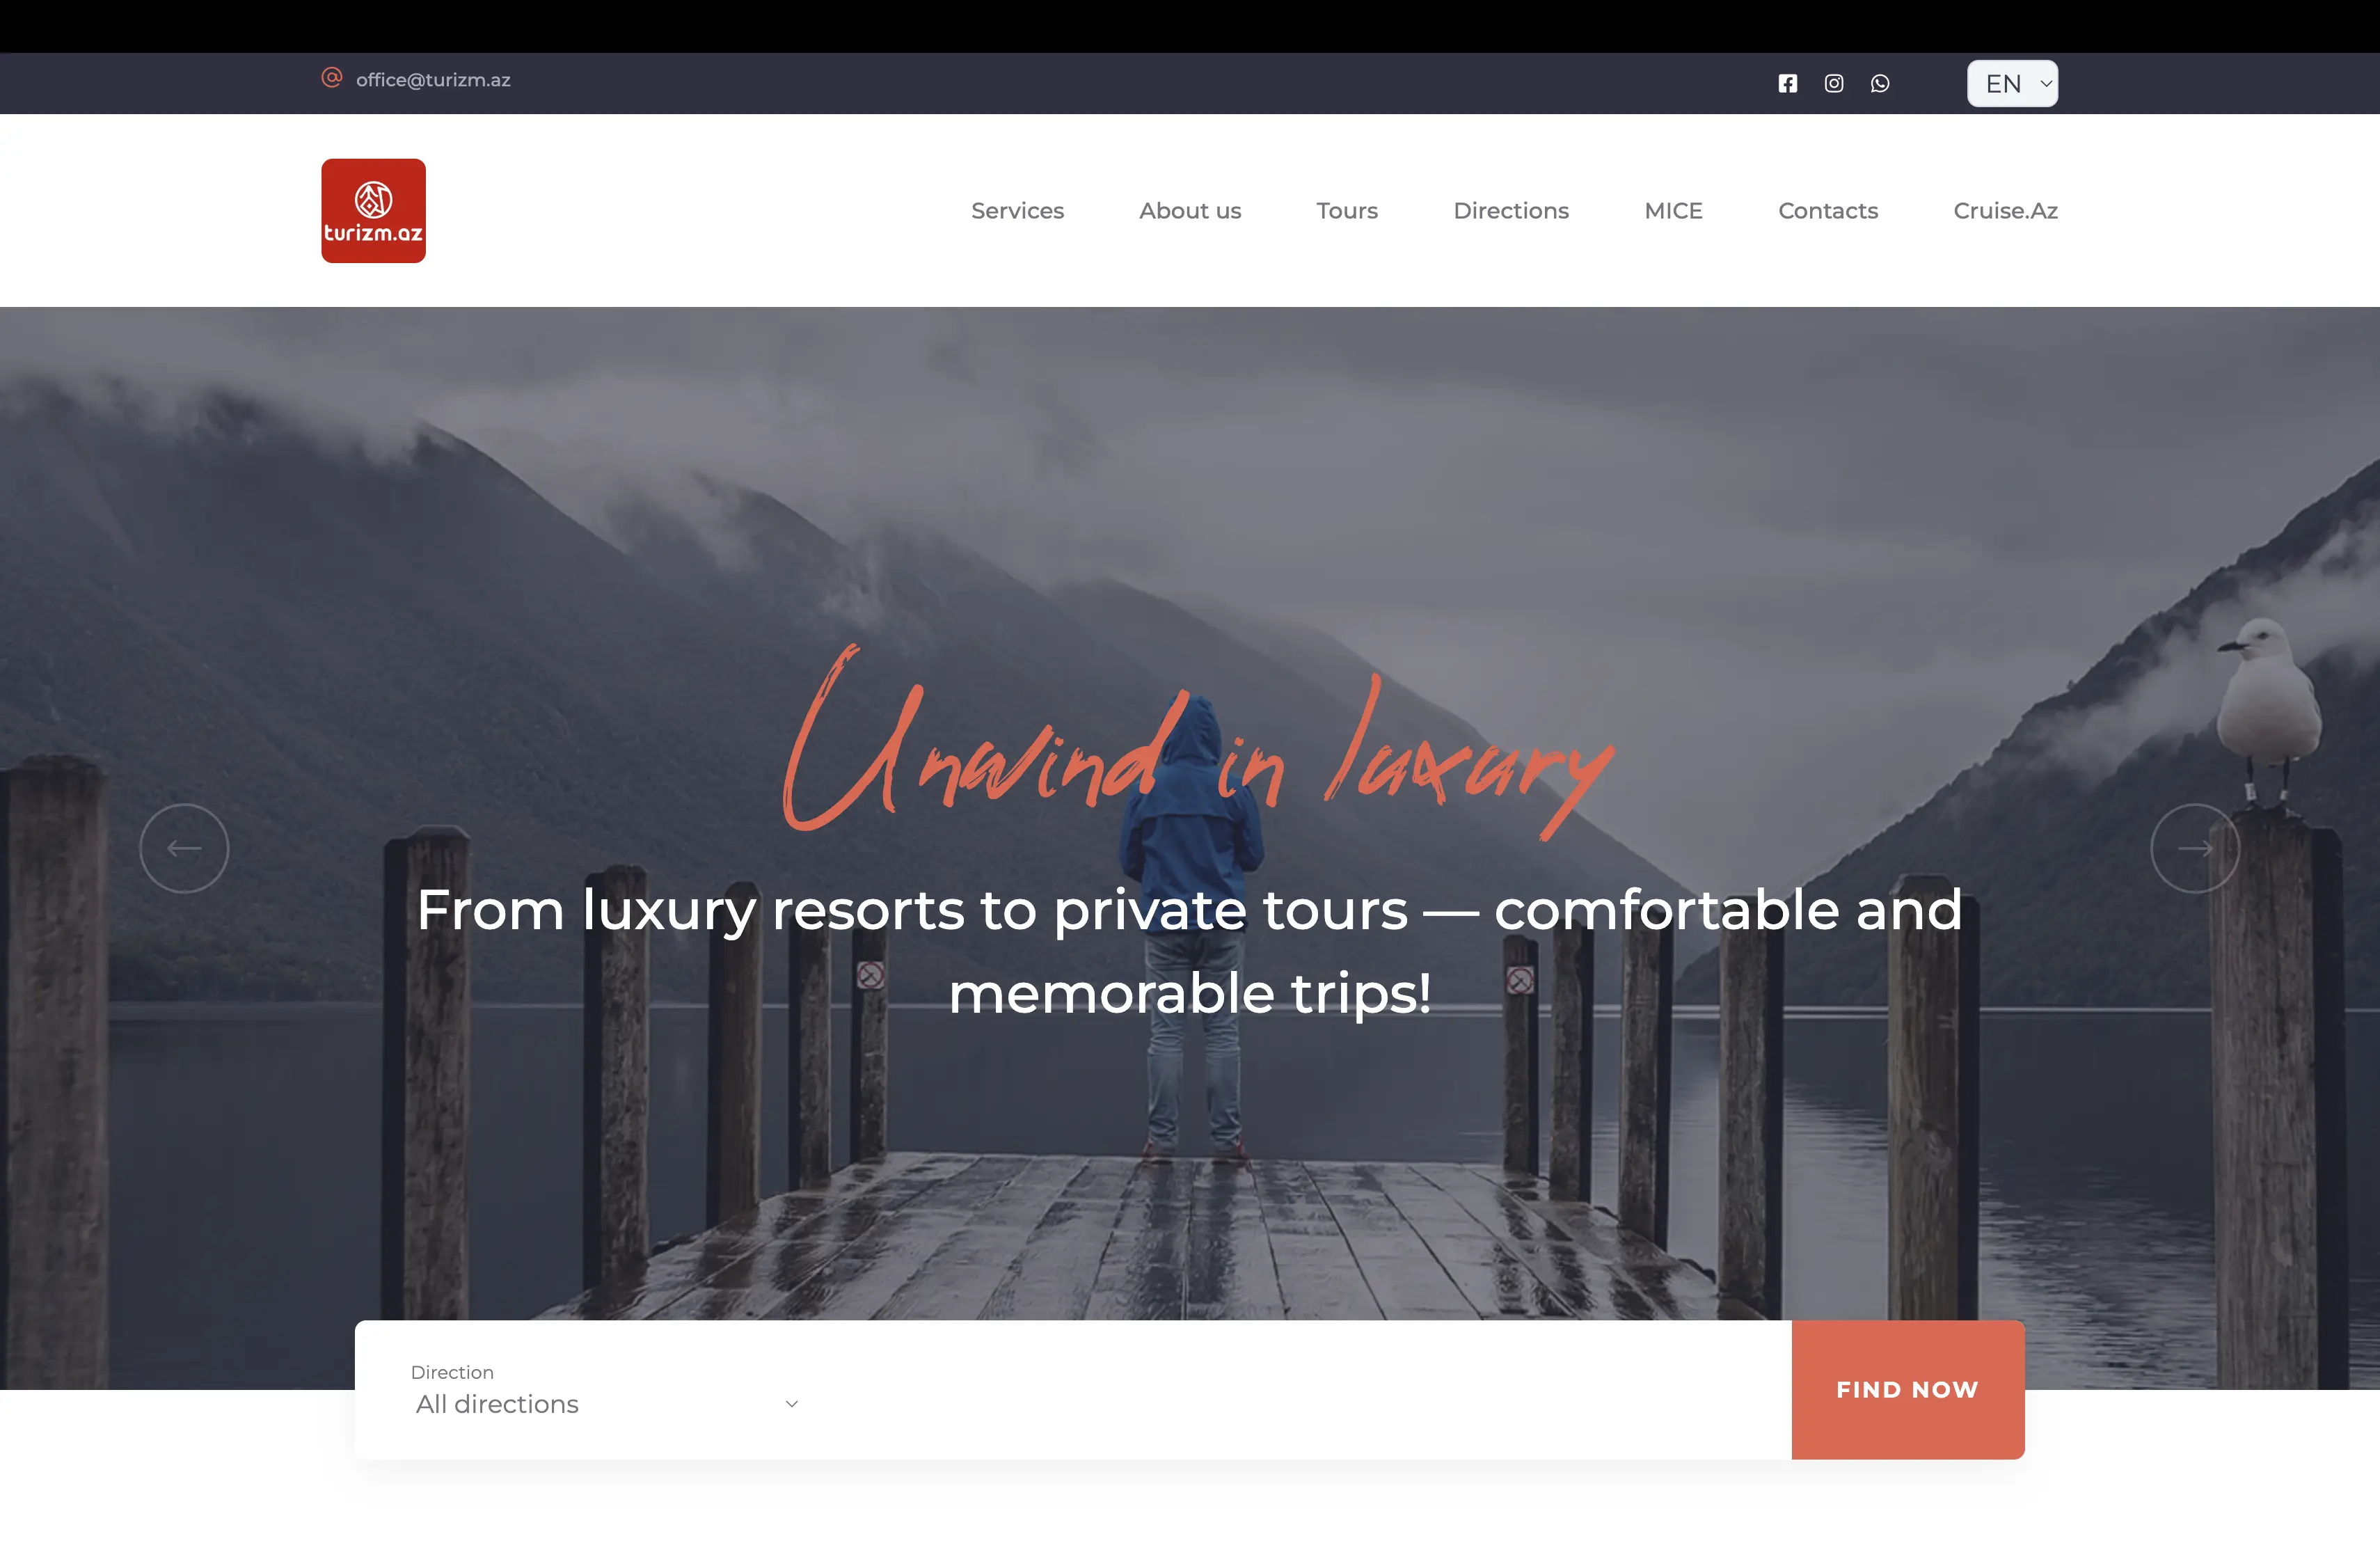 office@turizm.az
EN
turizm.az
Services About us Tours Directions MICE Contacts Cruise.Az
Unwind in luxury
From luxury resorts to private tours — comfortable and
memorable trips!
Direction
All directions
FIND NOW